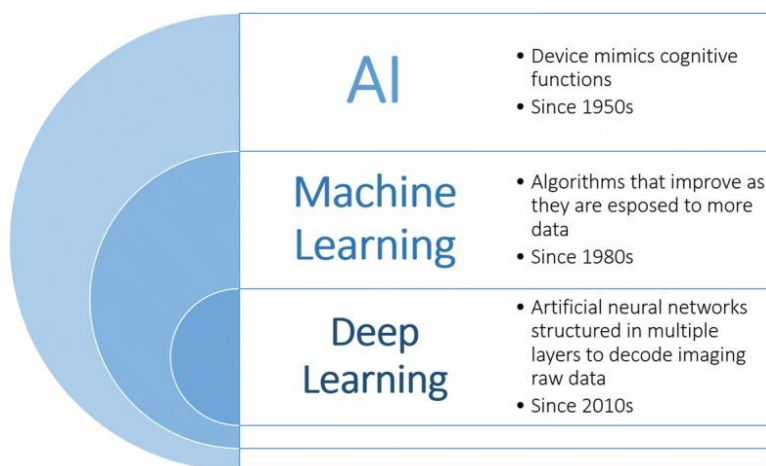 AI
• Device mimics cognitive
functions
• Since 1950s
Machine
Learning
• Algorithms that improve as
they are esposed to more
data
• Since 1980s
Deep
Learning
• Artificial neural networks
structured in multiple
layers to decode imaging
raw data
• Since 2010s